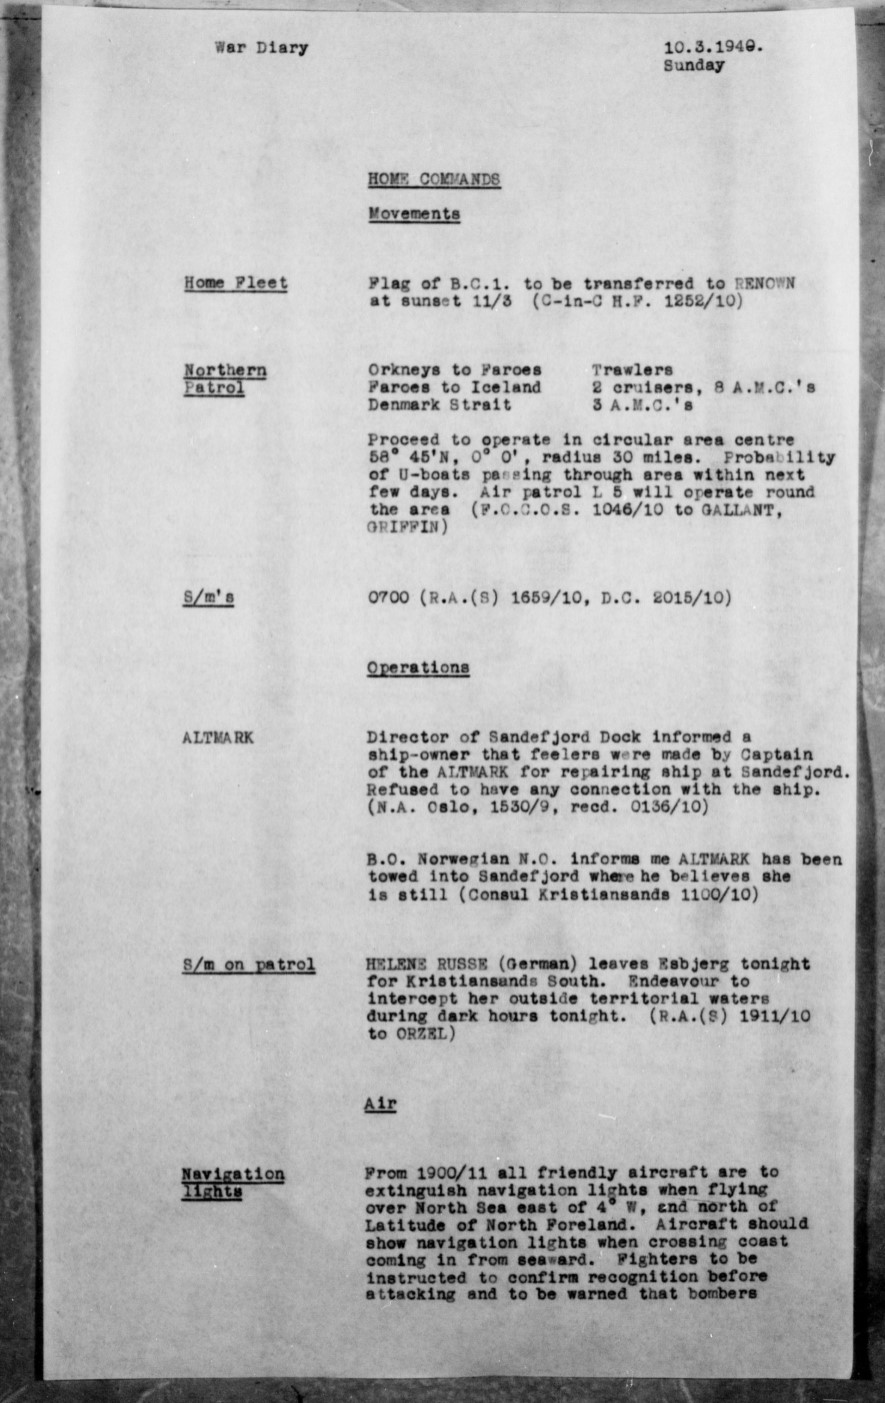 War Diary 10.3.1940.
Sunday
HOME COMMANDS
Movements
Home Fleet Flag of B.C.1. to be transferred to RENOWN
at sunset 11/3 (C-in-C H.F. 1252/10)
Northern Orkneys to Faroes Trawlers
Patrol Faroes to Iceland 2 cruisers, 8 A.M.C.'s
Denmark Strait 3 A.M.C.'s
Proceed to operate in circular area centre
58° 45'N, 0° 0', radius 30 miles. Probability
of U-boats passing through area within next
few days. Air patrol L 5 will operate round
the area (F.C.C.O.S. 1046/10 to GALLANT,
GRIFFIN)
S/m's 0700 (R.A.(S) 1659/10, D.C. 2015/10)
Operations
ALTMARK Director of Sandefjord Dock informed a
ship-owner that feelers were made by Captain
of the ALTMARK for repairing ship at Sandefjord.
Refused to have any connection with the ship.
(N.A. Oslo, 1530/9, recd. 0136/10)
B.O. Norwegian N.O. informs me ALTMARK has been
towed into Sandefjord where he believes she
is still (Consul Kristiansands 1100/10)
S/m on patrol HELENE RUSSE (German) leaves Esbjerg tonight
for Kristiansands South. Endeavour to
intercept her outside territorial waters
during dark hours tonight. (R.A.(S) 1911/10
to ORZEL)
Air
Navigation From 1900/11 all friendly aircraft are to
lights extinguish navigation lights when flying
over North Sea east of 4° W, and north of
Latitude of North Foreland. Aircraft should
show navigation lights when crossing coast
coming in from seaward. Fighters to be
instructed to confirm recognition before
attacking and to be warned that bombers